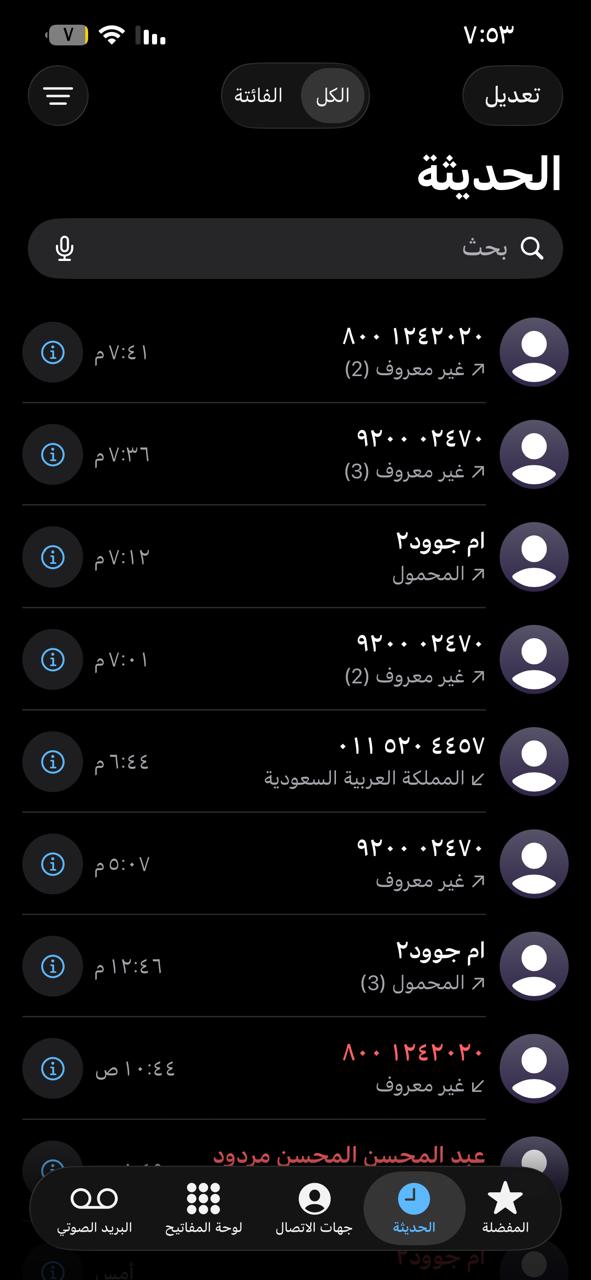 ٧:٥٣
٧
تعديل
الكل
الفائتة
الحديثة
بحث
٨٠٠ ١٢٤٢٠٢٠
غير معروف (2)
٧:٤١ م
٩٢٠٠ ٠٢٤٧٠
غير معروف (3)
٧:٣٦ م
ام جوود٢
المحمول
٧:١٢ م
٩٢٠٠ ٠٢٤٧٠
غير معروف (2)
٧:٠١ م
٠١١ ٥٢٠ ٤٤٥٧
المملكة العربية السعودية
٦:٤٤ م
٩٢٠٠ ٠٢٤٧٠
غير معروف
٥:٠٧ م
ام جوود٢
المحمول (3)
١٢:٤٦ م
٨٠٠ ١٢٤٢٠٢٠
غير معروف
١٠:٤٤ ص
عبد المحسن المحسن مردود
المفضلة
الحديثة
جهات الاتصال
لوحة المفاتيح
البريد الصوتي
ام جوود٢
أمس